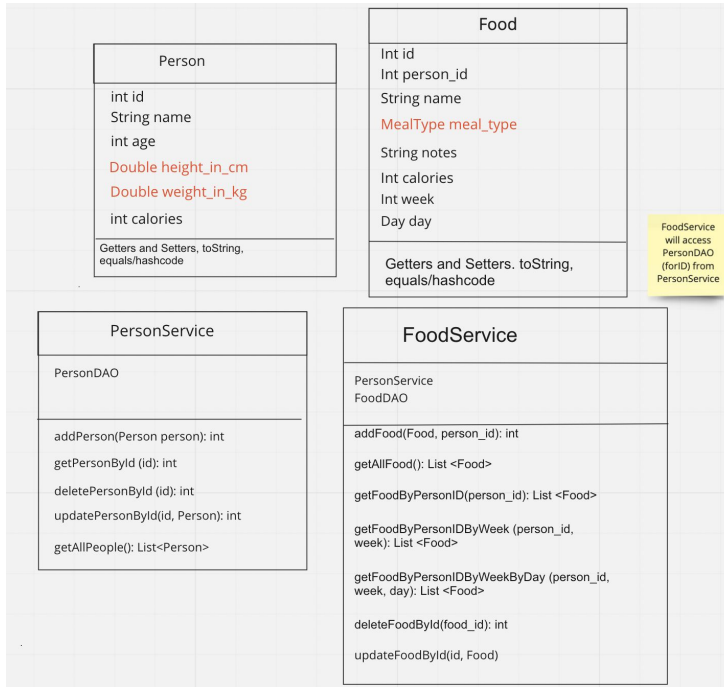 Person
int id
String name
int age
Double height_in_cm
Double weight_in_kg
int calories
Getters and Setters, toString,
equals/hashcode
Food
Int id
Int person_id
String name
MealType meal_type
String notes
Int calories
Int week
Day day
Getters and Setters. toString,
equals/hashcode
FoodService
will access
PersonDAO
(forID) from
PersonService
PersonService
PersonDAO
addPerson(Person person): int
getPersonById (id): int
deletePersonById (id): int
updatePersonById(id, Person): int
getAllPeople(): List<Person>
FoodService
PersonService
FoodDAO
addFood(Food, person_id): int
getAllFood(): List <Food>
getFoodByPersonID(person_id): List <Food>
getFoodByPersonIDByWeek (person_id,
week): List <Food>
getFoodByPersonIDByWeekByDay (person_id,
week, day): List <Food>
deleteFoodById(food_id): int
updateFoodById(id, Food)